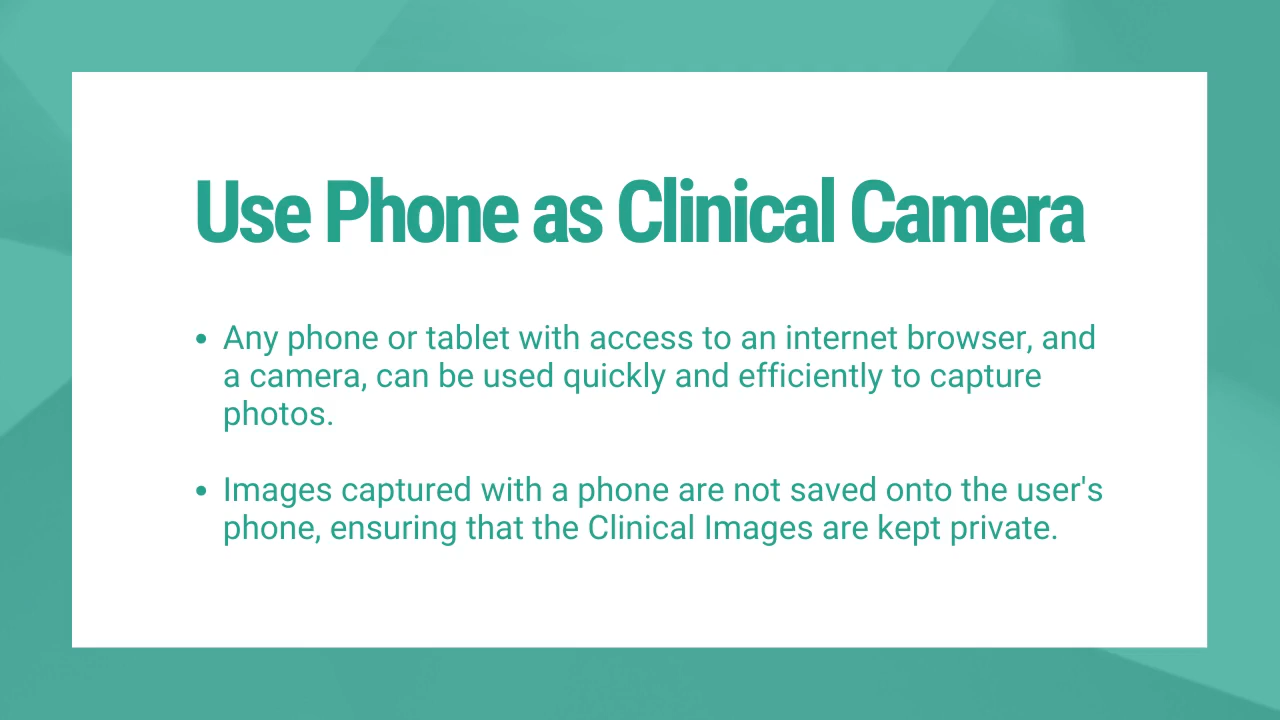 Use Phone as Clinical Camera
• Any phone or tablet with access to an internet browser, and
a camera, can be used quickly and efficiently to capture
photos.
• Images captured with a phone are not saved onto the user's
phone, ensuring that the Clinical Images are kept private.